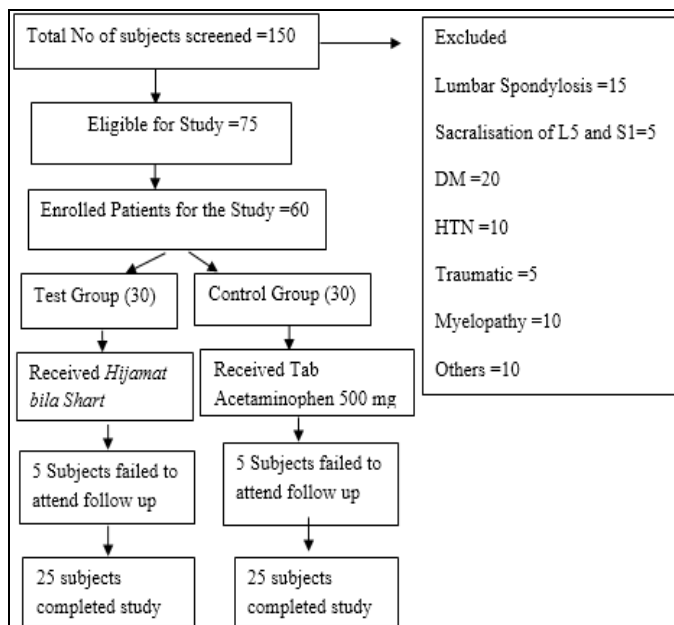 Total No of subjects screened =150
Eligible for Study =75
Enrolled Patients for the Study =60
Test Group (30)
Control Group (30)
Received Hijamat
bila Shart
Received Tab
Acetaminophen 500 mg
5 Subjects failed to
attend follow up
5 Subjects failed to
attend follow up
25 subjects
completed study
25 subjects
completed study
Excluded
Lumbar Spondylosis =15
Sacralisation of L5 and S1=5
DM =20
HTN =10
Traumatic =5
Myelopathy =10
Others =10